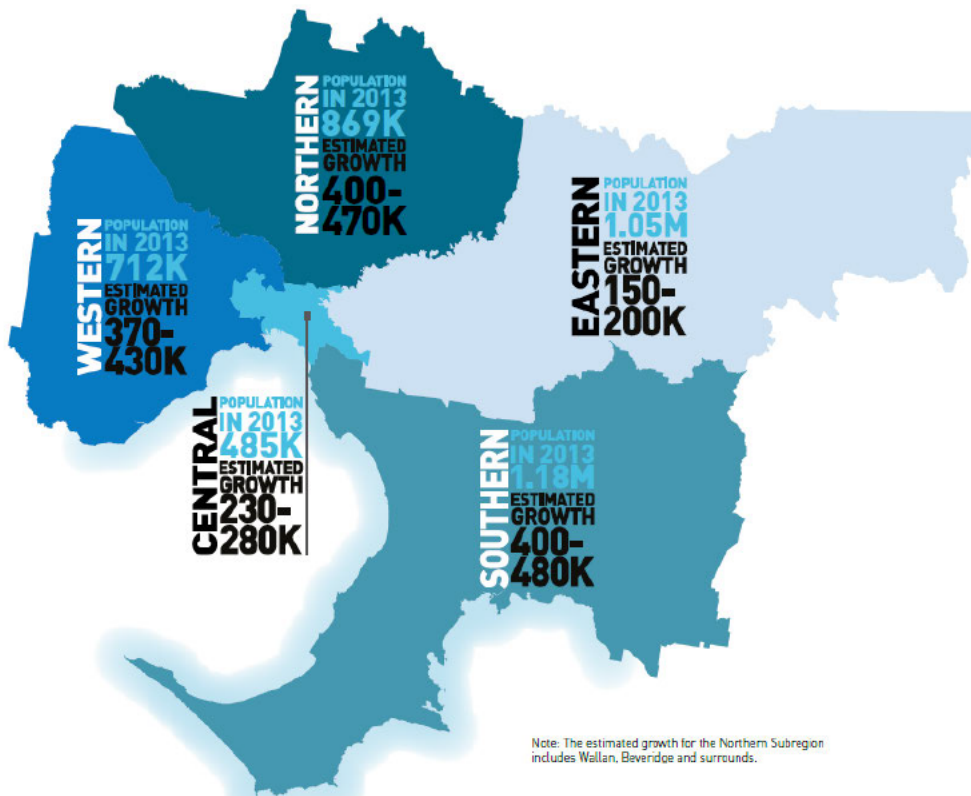 NORTHERN
POPULATION
IN 2013
869K
ESTIMATED
GROWTH
400-
470K
EASTERN
POPULATION
IN 2013
1.05M
ESTIMATED
GROWTH
150-
200K
WESTERN
POPULATION
IN 2013
712K
ESTIMATED
GROWTH
370-
430K
CENTRAL
POPULATION
IN 2013
485K
ESTIMATED
GROWTH
230-
280K
SOUTHERN
POPULATION
IN 2013
1.18M
ESTIMATED
GROWTH
400-
480K
Note: The estimated growth for the Northern Subregion
includes Wallan, Beveridge and surrounds.